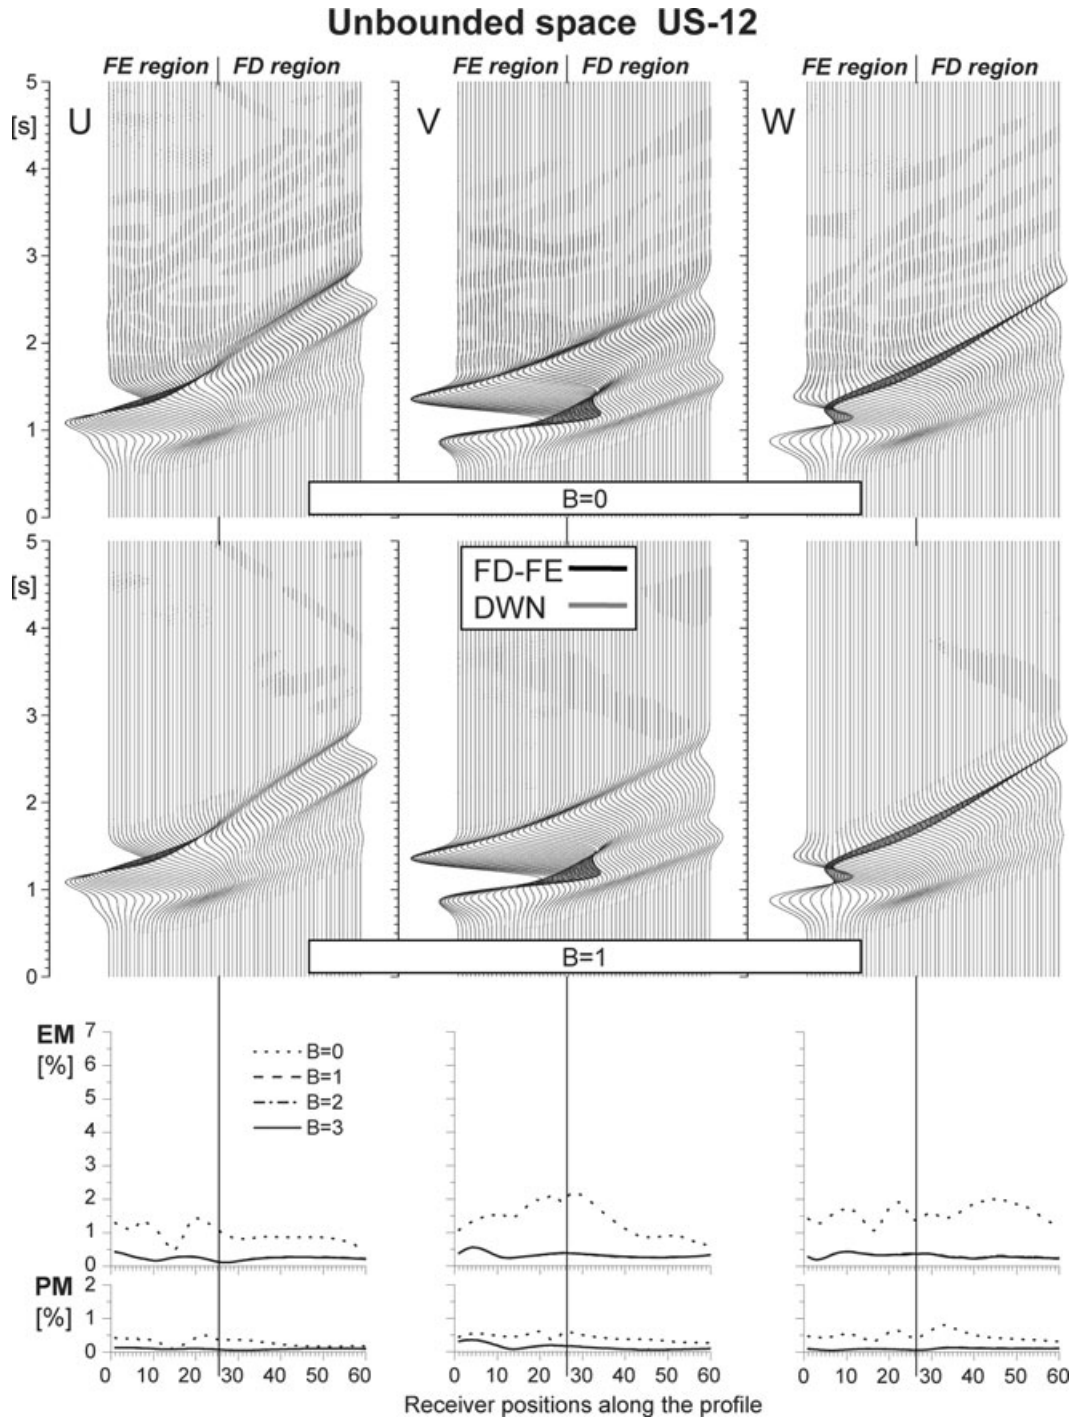 Unbounded space US-12
FE region FD region FE region FD region FE region FD region
5
[s]
4
3
2
1
0
U V W
B=0
5
[s]
4
3
2
1
0
FD-FE
DWN
B=1
EM
[%]
7
6
5
4
3
2
1
0
B=0
B=1
B=2
B=3
PM
[%]
2
1
0
0 10 20 30 40 50 60 0 10 20 30 40 50 60 0 10 20 30 40 50 60
Receiver positions along the profile